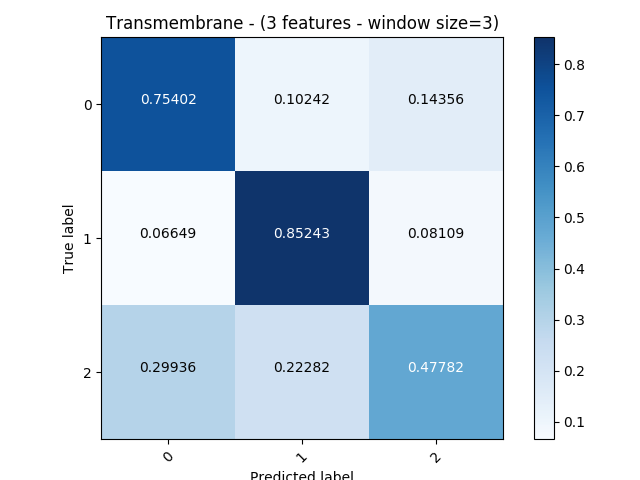 Transmembrane - (3 features - window size=3)
True label
0
0.75402 0.10242 0.14356
1
0.06649 0.85243 0.08109
2
0.29936 0.22282 0.47782
0 1 2
Predicted label
0.8
0.7
0.6
0.5
0.4
0.3
0.2
0.1